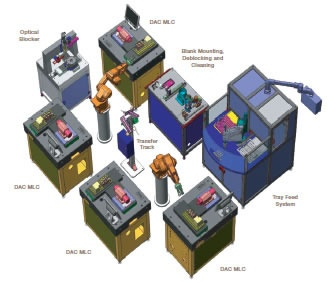 DAC MLC
Optical
Blocker
Blank Mounting,
Deblocking and
Cleaning
Transfer
Track
DAC MLC
Tray Feed
System
DAC MLC
DAC MLC